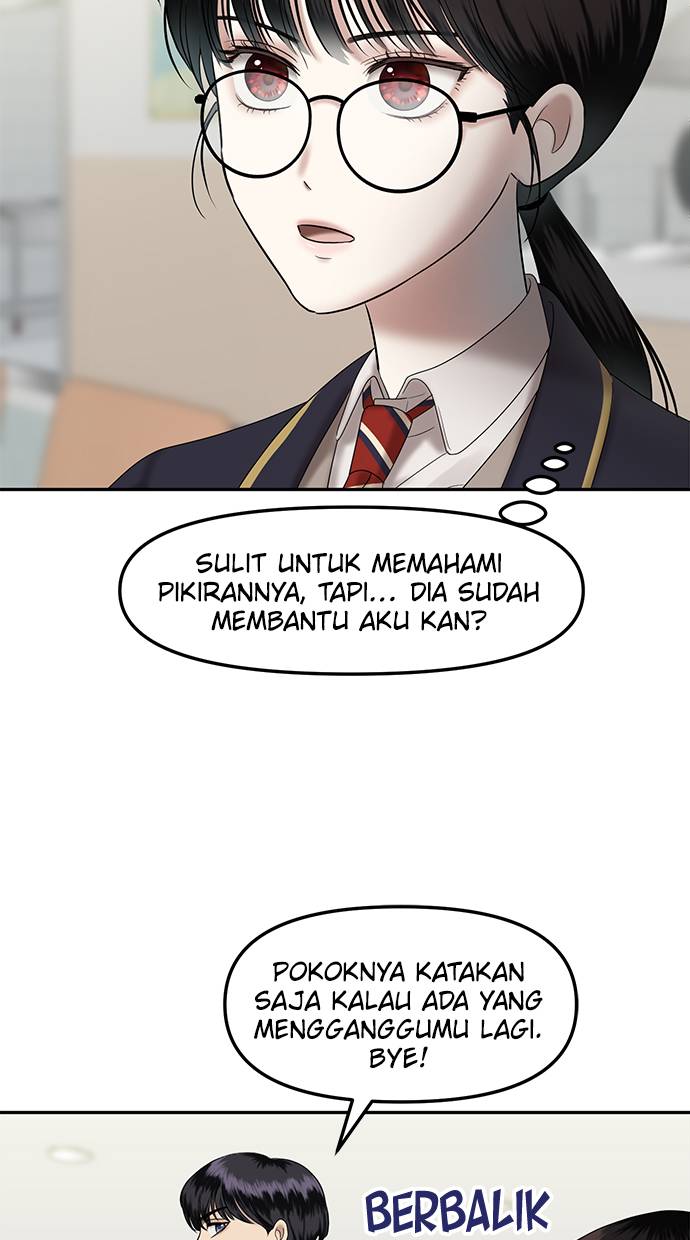 SULIT UNTUK MEMAHAMI
PIKIRANNYA, TAPI... DIA SUDAH
MEMBANTU AKU KAN?
POKOKNYA KATAKAN
SAJA KALAU ADA YANG
MENGGANGGUMU LAGI.
BYE!
BERBALIK